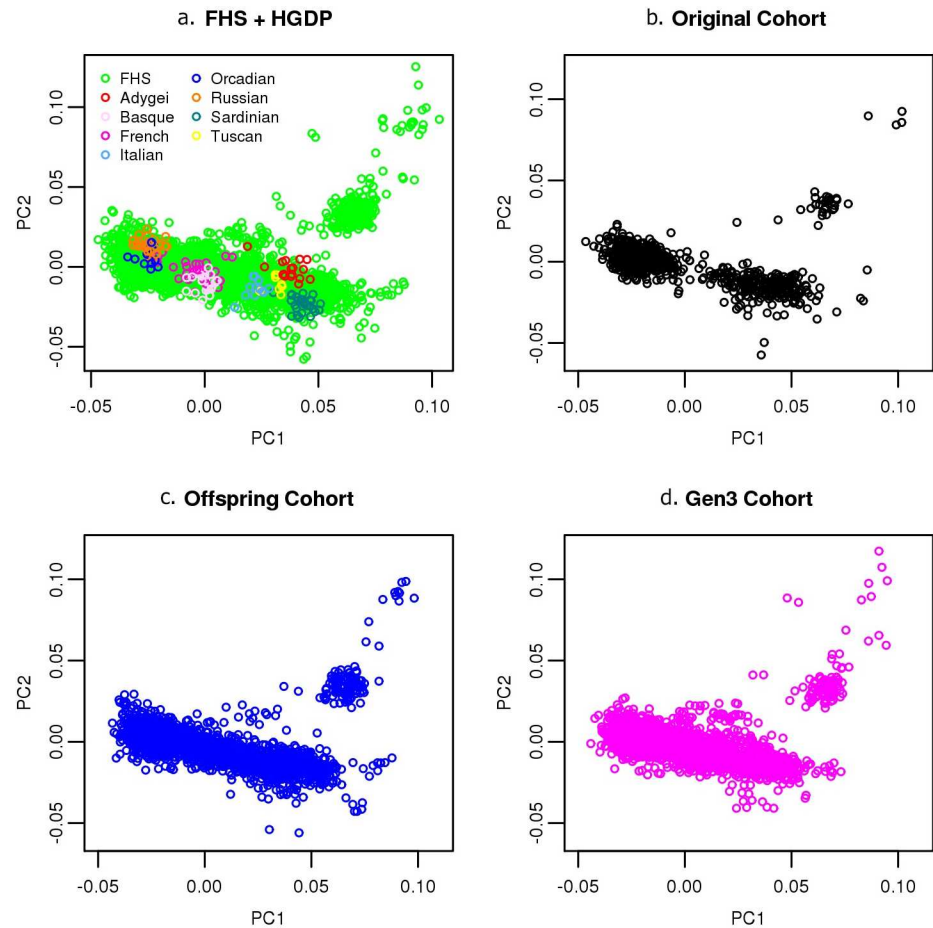 a. FHS + HGDP
FHS
Adygei
Basque
French
Italian
Orcadian
Russian
Sardinian
Tuscan
PC2
0.10
0.05
0.00
-0.05
-0.05 0.00 0.05 0.10
PC1
b. Original Cohort
PC2
0.10
0.05
0.00
-0.05
-0.05 0.00 0.05 0.10
PC1
c. Offspring Cohort
PC2
0.10
0.05
0.00
-0.05
-0.05 0.00 0.05 0.10
PC1
d. Gen3 Cohort
PC2
0.10
0.05
0.00
-0.05
-0.05 0.00 0.05 0.10
PC1